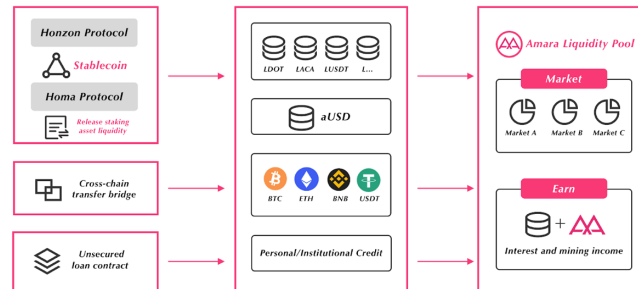 Honzon Protocol
Stablecoin
Homa Protocol
Release staking
asset liquidity
Cross-chain
transfer bridge
Unsecured
loan contract
LDOT LACA LUSDT L...
aUSD
BTC ETH BNB USDT
Personal/Institutional Credit
Amara Liquidity Pool
Market
Market A Market B Market C
Earn
Interest and mining income